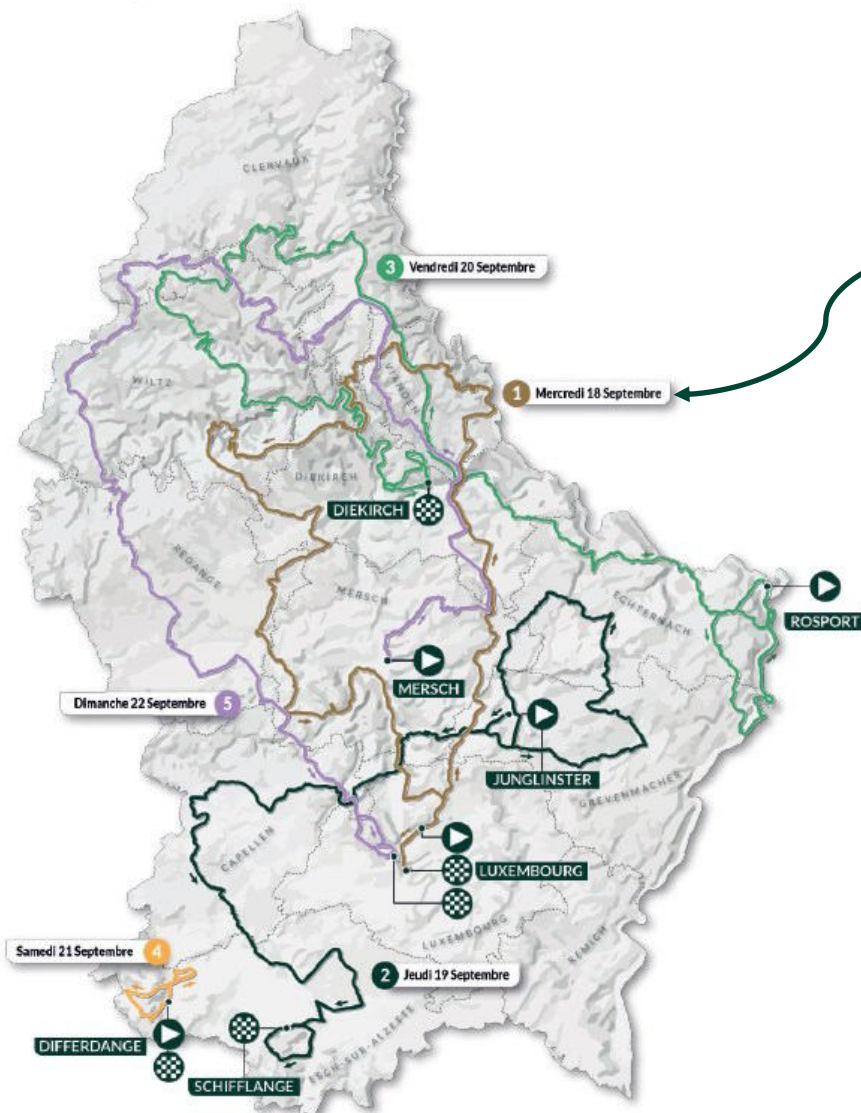 CLERVAUX
3 Vendredi 20 Septembre
WILTZ
VIANDEN
1 Mercredi 18 Septembre
DIEKIRCH
DIEKIRCH
REDANGE
MERSCH
ECHTERNACH
ROSPORT
MERSCH
Dimanche 22 Septembre 5
JUNGLINSTER
GREVENMACHER
CAPELLEN
LUXEMBOURG
LUXEMBOURG
REMICH
Samedi 21 Septembre 4
2 Jeudi 19 Septembre
DIFFERDANGE
ESCH-SUR-ALZETTE
SCHIFFLANGE